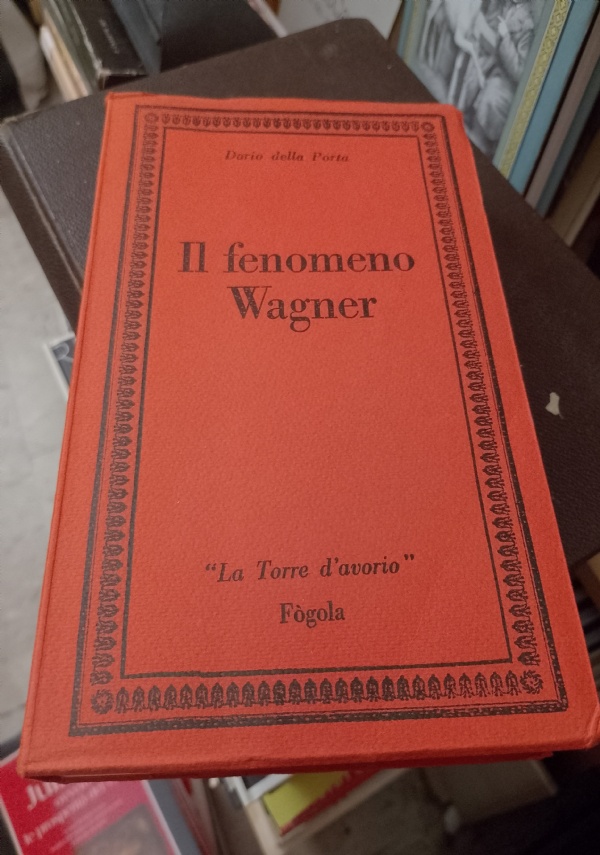 Dario della Porta
Il fenomeno
Wagner
"La Torre d'avorio"
Fògola